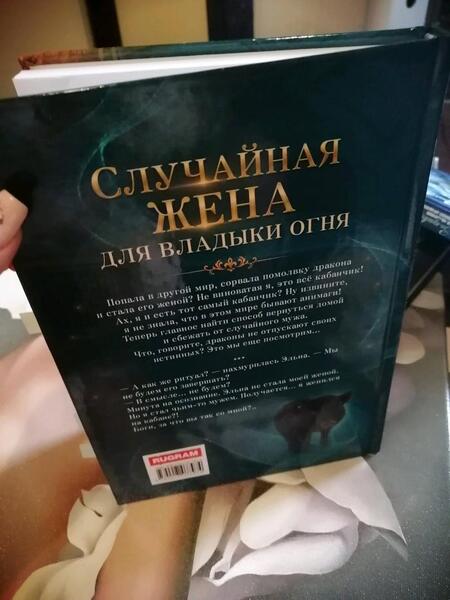 СЛУЧАЙНАЯ
ЖЕНА
ДЛЯ ВЛАДЫКИ ОГНЯ
Попала в другой мир, сорвала помолвку дракона
и стала его женой? Не виноватая я, это всё кабанчик!
Ах, я и есть тот самый кабанчик? Ну извините,
я не знала, что в этом мире бывают анимаги!
Теперь главное найти способ вернуться домой
и сбежать от случайного мужа.
Что, говорите, драконы не отпускают своих
истинных? Это мы еще посмотрим...
***
— А как же ритуал? — нахмурилась Эльна. — Мы
не будем его завершать?
— В смысле... не будем?
Минута на осознание. Эльна не стала моей женой.
Но я стал чьим-то мужем. Получается... я женился
на кабане?!
Боги, за что вы так со мной?..
RUGRAM